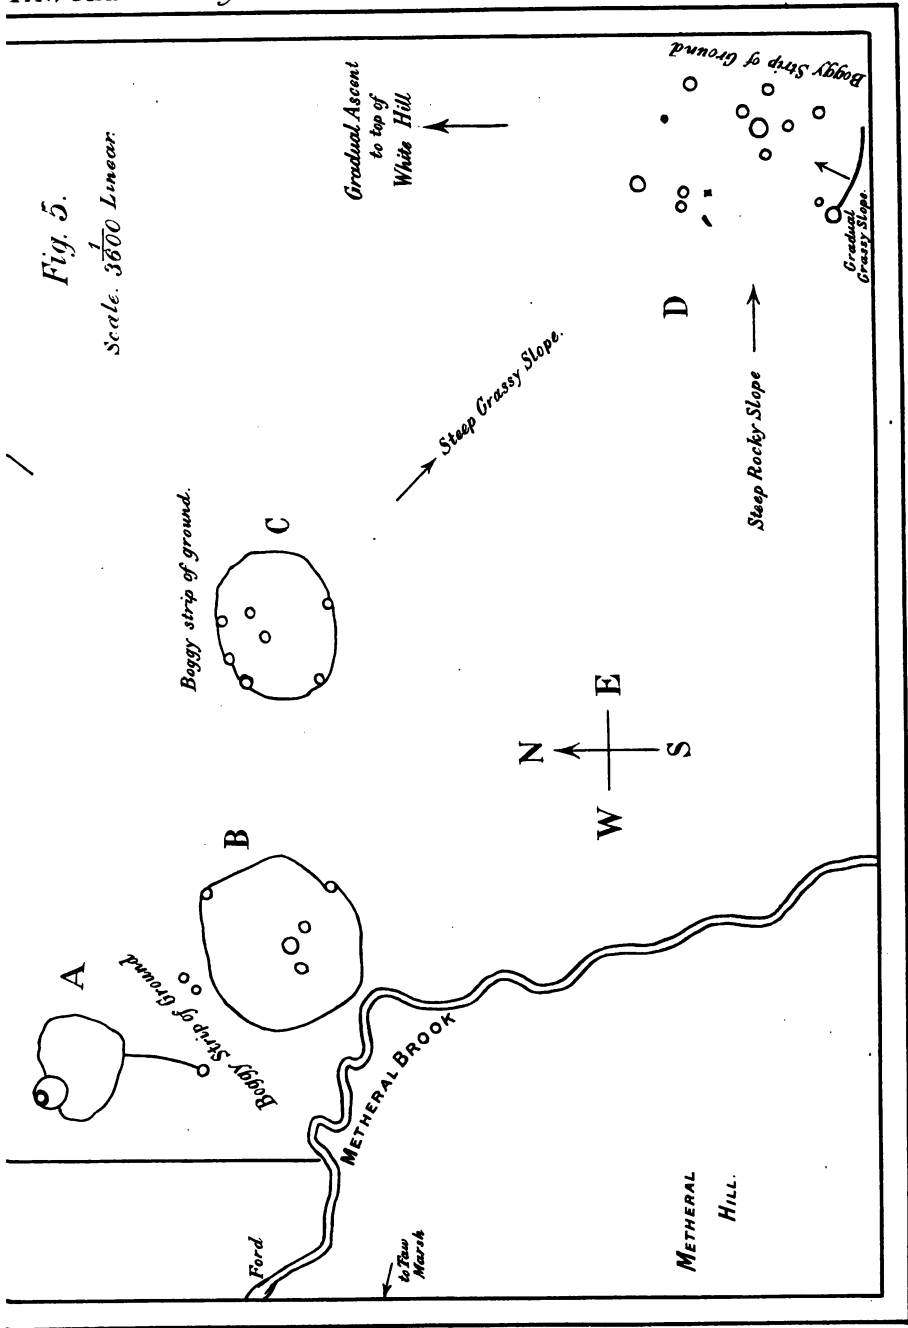 Fig. 5.
Scale. 1/3600 Linear.
Gradual Ascent
to top of
White Hill
Boggy Strip of Ground
Gradual
Grassy Slope.
D
Steep Grassy Slope.
Steep Rocky Slope
Boggy strip of ground.
C
N
W E
S
B
A
Boggy Strip of Ground
METHERAL BROOK
Ford
to Taw
Marsh
METHERAL
HILL.